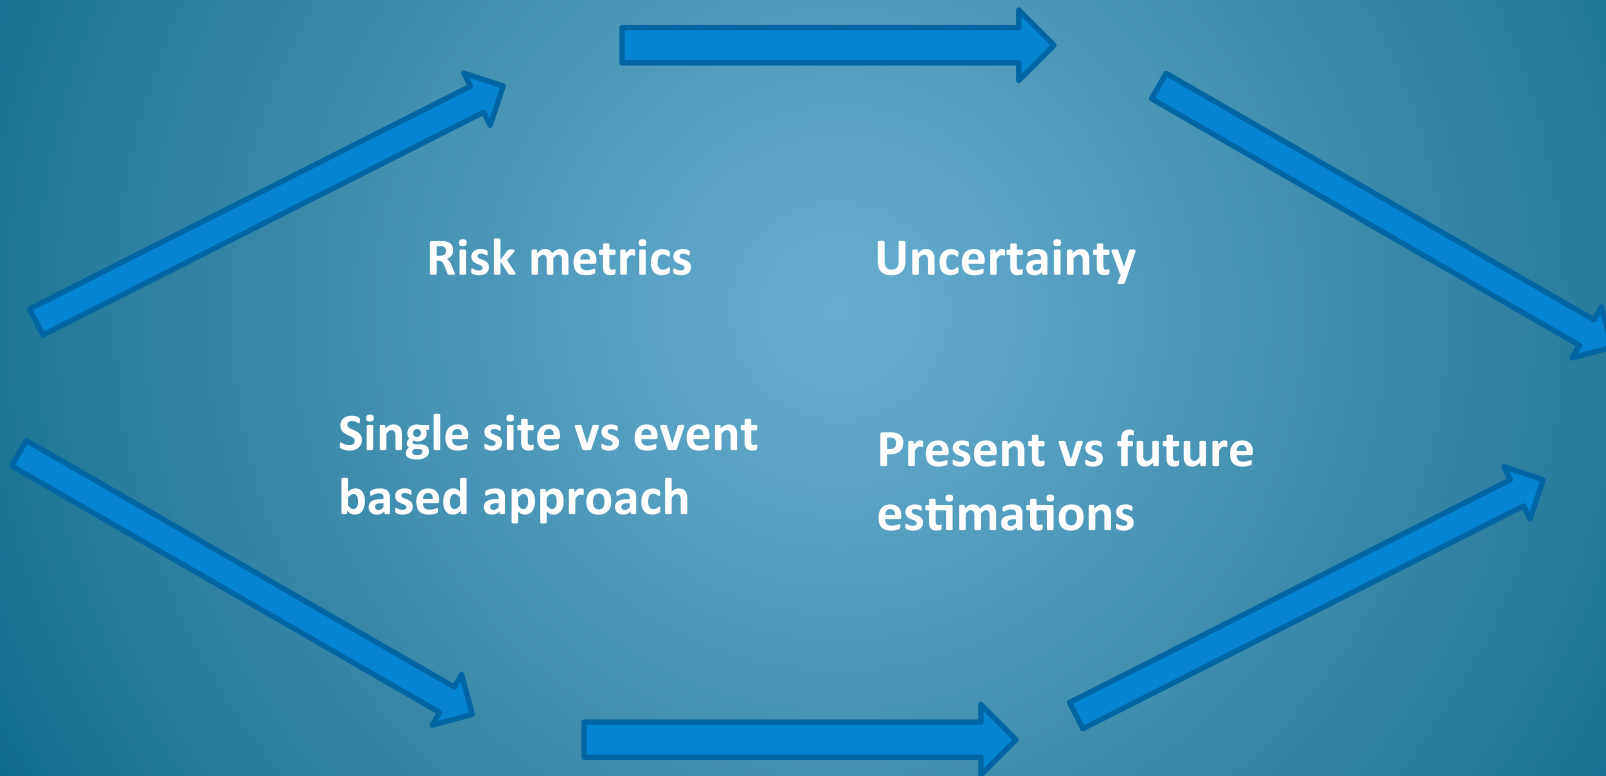 Risk metrics
Uncertainty
Single site vs event
based approach
Present vs future
estimations